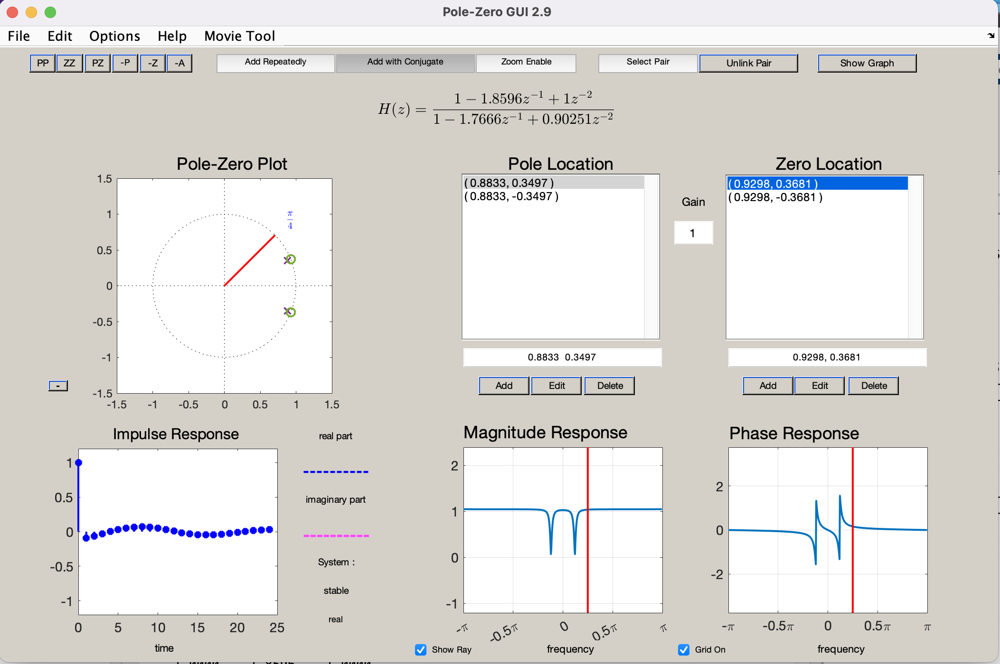 Pole-Zero GUI 2.9
File Edit Options Help Movie Tool
PP ZZ PZ -P -Z -A Add Repeatedly Add with Conjugate Zoom Enable Select Pair Unlink Pair Show Graph
H(z) = \frac{1 - 1.8596z^{-1} + 1z^{-2}}{1 - 1.7666z^{-1} + 0.90251z^{-2}}
Pole-Zero Plot
1.5
1
0.5
0
-0.5
-1
-1.5
-1.5 -1 -0.5 0 0.5 1 1.5
π
4
-
Pole Location
( 0.8833, 0.3497 )
( 0.8833, -0.3497 )
0.8833 0.3497
Add Edit Delete
Gain
1
Zero Location
( 0.9298, 0.3681 )
( 0.9298, -0.3681 )
0.9298, 0.3681
Add Edit Delete
Impulse Response
1
0.5
0
-0.5
-1
0 5 10 15 20 25
time
real part
imaginary part
System :
stable
real
Magnitude Response
2
1
0
-1
-π -0.5π 0 0.5π π
Show Ray
frequency
Phase Response
2
0
-2
-π -0.5π 0 0.5π π
Grid On
frequency